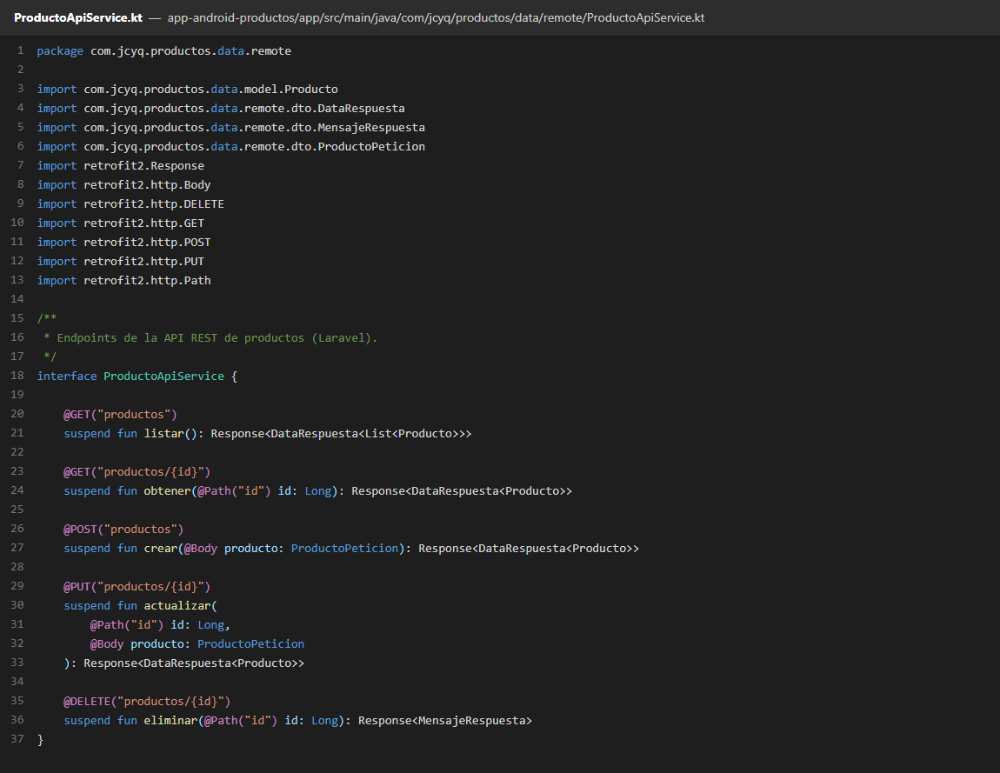 ProductoApiService.kt — app-android-productos/app/src/main/java/com/jcyq/productos/data/remote/ProductoApiService.kt
1 package com.jcyq.productos.data.remote
2
3 import com.jcyq.productos.data.model.Producto
4 import com.jcyq.productos.data.remote.dto.DataRespuesta
5 import com.jcyq.productos.data.remote.dto.MensajeRespuesta
6 import com.jcyq.productos.data.remote.dto.ProductoPeticion
7 import retrofit2.Response
8 import retrofit2.http.Body
9 import retrofit2.http.DELETE
10 import retrofit2.http.GET
11 import retrofit2.http.POST
12 import retrofit2.http.PUT
13 import retrofit2.http.Path
14
15 /**
16  * Endpoints de la API REST de productos (Laravel).
17  */
18 interface ProductoApiService {
19
20     @GET("productos")
21     suspend fun listar(): Response<DataRespuesta<List<Producto>>>
22
23     @GET("productos/{id}")
24     suspend fun obtener(@Path("id") id: Long): Response<DataRespuesta<Producto>>
25
26     @POST("productos")
27     suspend fun crear(@Body producto: ProductoPeticion): Response<DataRespuesta<Producto>>
28
29     @PUT("productos/{id}")
30     suspend fun actualizar(
31         @Path("id") id: Long,
32         @Body producto: ProductoPeticion
33     ): Response<DataRespuesta<Producto>>
34
35     @DELETE("productos/{id}")
36     suspend fun eliminar(@Path("id") id: Long): Response<MensajeRespuesta>
37 }